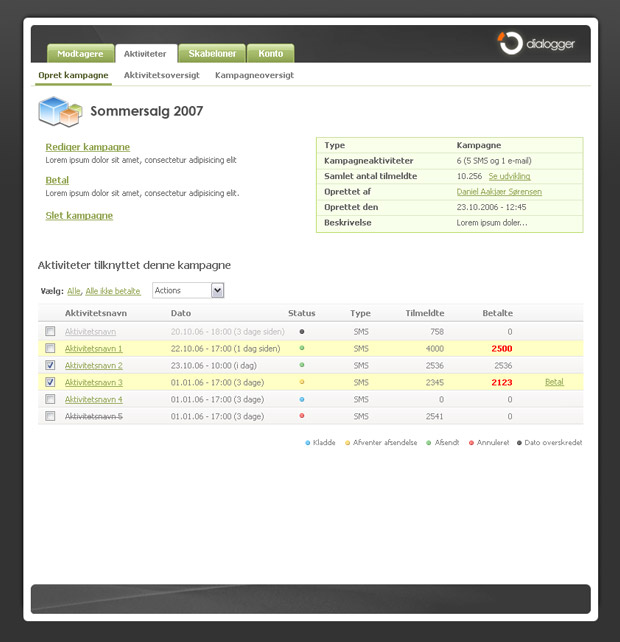 Modtagere Aktiviteter Skabeloner Konto dialogger
Opret kampagne Aktivitetsoversigt Kampagneoversigt
Sommersalg 2007
Rediger kampagne
Lorem ipsum dolor sit amet, consectetur adipisicing elit
Betal
Lorem ipsum dolor sit amet, consectetur adipisicing elit.
Slet kampagne
Type Kampagne
Kampagneaktiviteter 6 (5 SMS og 1 e-mail)
Samlet antal tilmeldte 10.256 Se udvikling
Oprettet af Daniel Aakjær Sørensen
Oprettet den 23.10.2006 - 12:45
Beskrivelse Lorem ipsum doler...
Aktiviteter tilknyttet denne kampagne
Vælg: Alle, Alle ikke betalte Actions
Aktivitetsnavn Dato Status Type Tilmeldte Betalte
Aktivitetsnavn 20.10.06 - 18:00 (3 dage siden) SMS 758 0
Aktivitetsnavn 1 22.10.06 - 17:00 (1 dag siden) SMS 4000 2500
Aktivitetsnavn 2 23.10.06 - 10:00 (i dag) SMS 2536 2536
Aktivitetsnavn 3 01.01.06 - 17:00 (3 dage) SMS 2345 2123 Betal
Aktivitetsnavn 4 01.01.06 - 17:00 (3 dage) SMS 0 0
Aktivitetsnavn 5 01.01.06 - 17:00 (3 dage) SMS 2541 0
Kladde Afventer afsendelse Afsendt Annuleret Dato overskredet